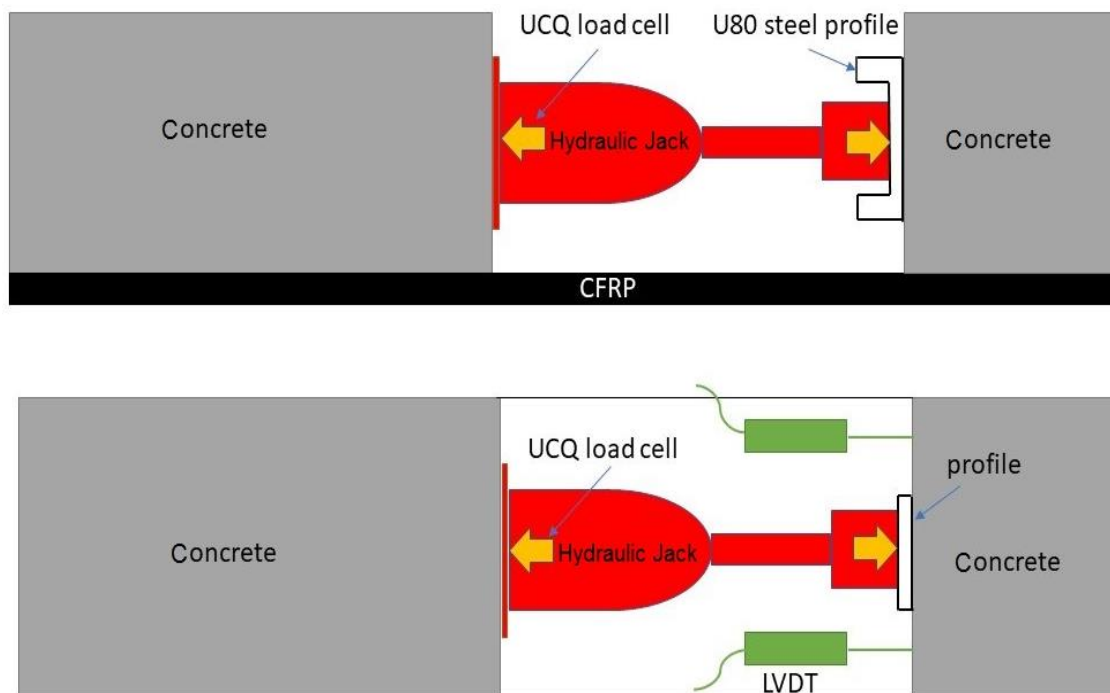 UCQ load cell
U80 steel profile
Concrete
Hydraulic Jack
Concrete
CFRP
UCQ load cell
profile
Concrete
Hydraulic Jack
Concrete
LVDT